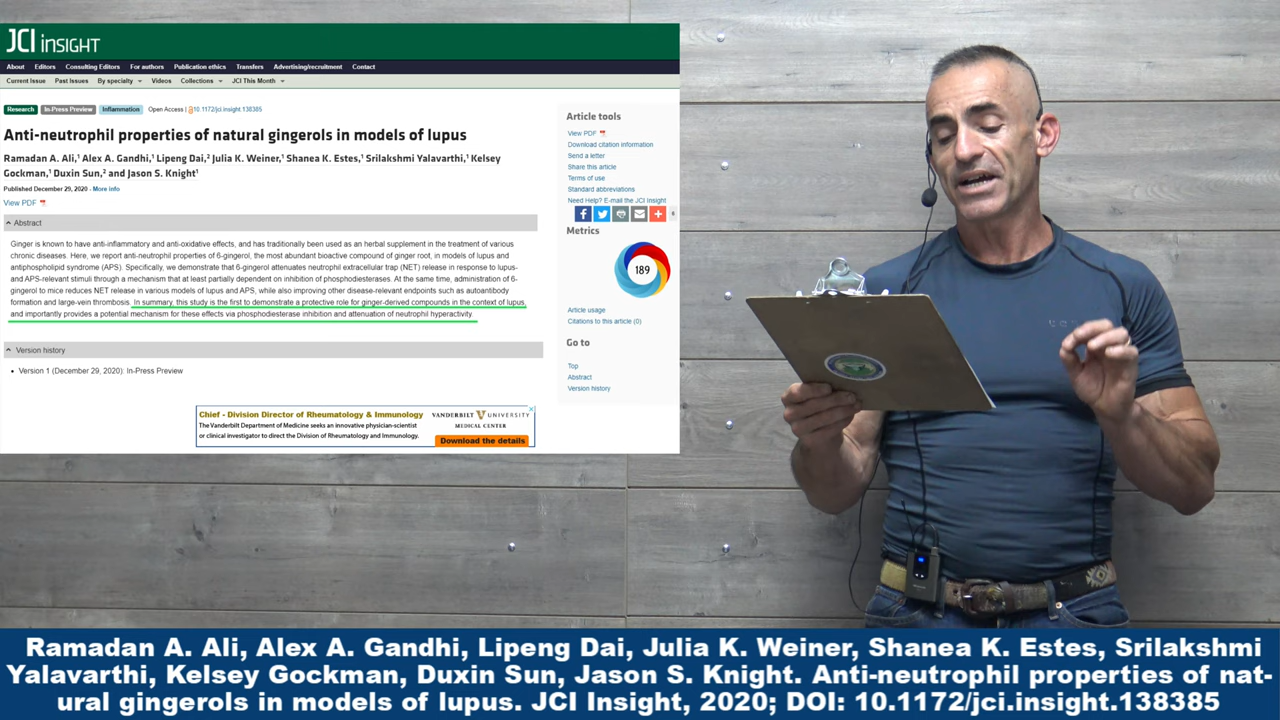 JCI insight
About Editors Consulting Editors For authors Publication ethics Transfers Advertising/recruitment Contact
Current Issue Past Issues By specialty Videos Collections JCI This Month
Research In-Press Preview Inflammation Open Access | 10.1172/jci.insight.138385
Anti-neutrophil properties of natural gingerols in models of lupus
Ramadan A. Ali,¹ Alex A. Gandhi,¹ Lipeng Dai,² Julia K. Weiner,¹ Shanea K. Estes,¹ Srilakshmi Yalavarthi,¹ Kelsey
Gockman,¹ Duxin Sun,² and Jason S. Knight¹
Published December 29, 2020 - More info
View PDF
Abstract
Ginger is known to have anti-inflammatory and anti-oxidative effects, and has traditionally been used as an herbal supplement in the treatment of various
chronic diseases. Here, we report anti-neutrophil properties of 6-gingerol, the most abundant bioactive compound of ginger root, in models of lupus and
antiphospholipid syndrome (APS). Specifically, we demonstrate that 6-gingerol attenuates neutrophil extracellular trap (NET) release in response to lupus-
and APS-relevant stimuli through a mechanism that at least partially dependent on inhibition of phosphodiesterases. At the same time, administration of 6-
gingerol to mice reduces NET release in various models of lupus and APS, while also improving other disease-relevant endpoints such as autoantibody
formation and large-vein thrombosis. In summary, this study is the first to demonstrate a protective role for ginger-derived compounds in the context of lupus,
and importantly provides a potential mechanism for these effects via phosphodiesterase inhibition and attenuation of neutrophil hyperactivity.
Version history
• Version 1 (December 29, 2020): In-Press Preview
Article tools
View PDF
Download citation information
Send a letter
Share this article
Terms of use
Standard abbreviations
Need Help? E-mail the JCI Insight
Metrics
189
Article usage
Citations to this article (0)
Go to
Top
Abstract
Version history
Chief - Division Director of Rheumatology & Immunology
The Vanderbilt Department of Medicine seeks an innovative physician-scientist
or clinical investigator to direct the Division of Rheumatology and Immunology.
VANDERBILT UNIVERSITY
MEDICAL CENTER
Download the details
Ramadan A. Ali, Alex A. Gandhi, Lipeng Dai, Julia K. Weiner, Shanea K. Estes, Srilakshmi
Yalavarthi, Kelsey Gockman, Duxin Sun, Jason S. Knight. Anti-neutrophil properties of nat-
ural gingerols in models of lupus. JCI Insight, 2020; DOI: 10.1172/jci.insight.138385